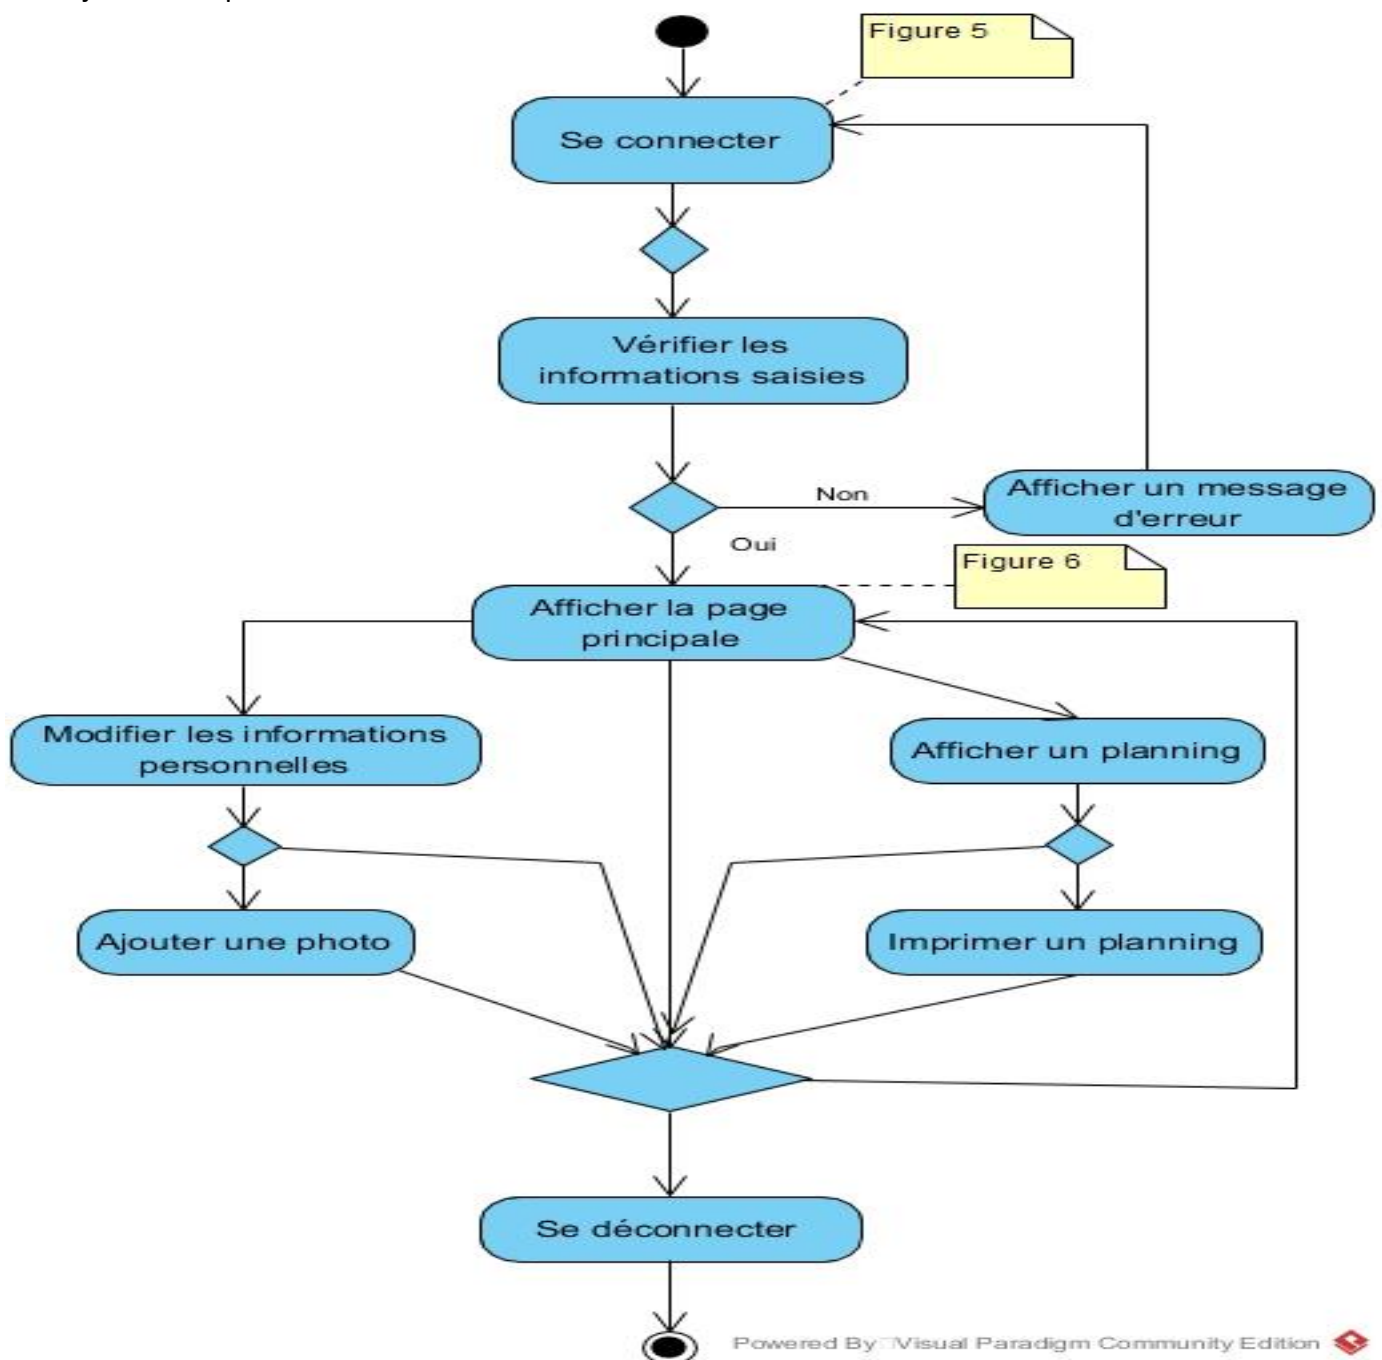 Figure 5
Se connecter
Vérifier les
informations saisies
Non
Afficher un message
d'erreur
Oui
Figure 6
Afficher la page
principale
Modifier les informations
personnelles
Afficher un planning
Ajouter une photo
Imprimer un planning
Se déconnecter
Powered By Visual Paradigm Community Edition